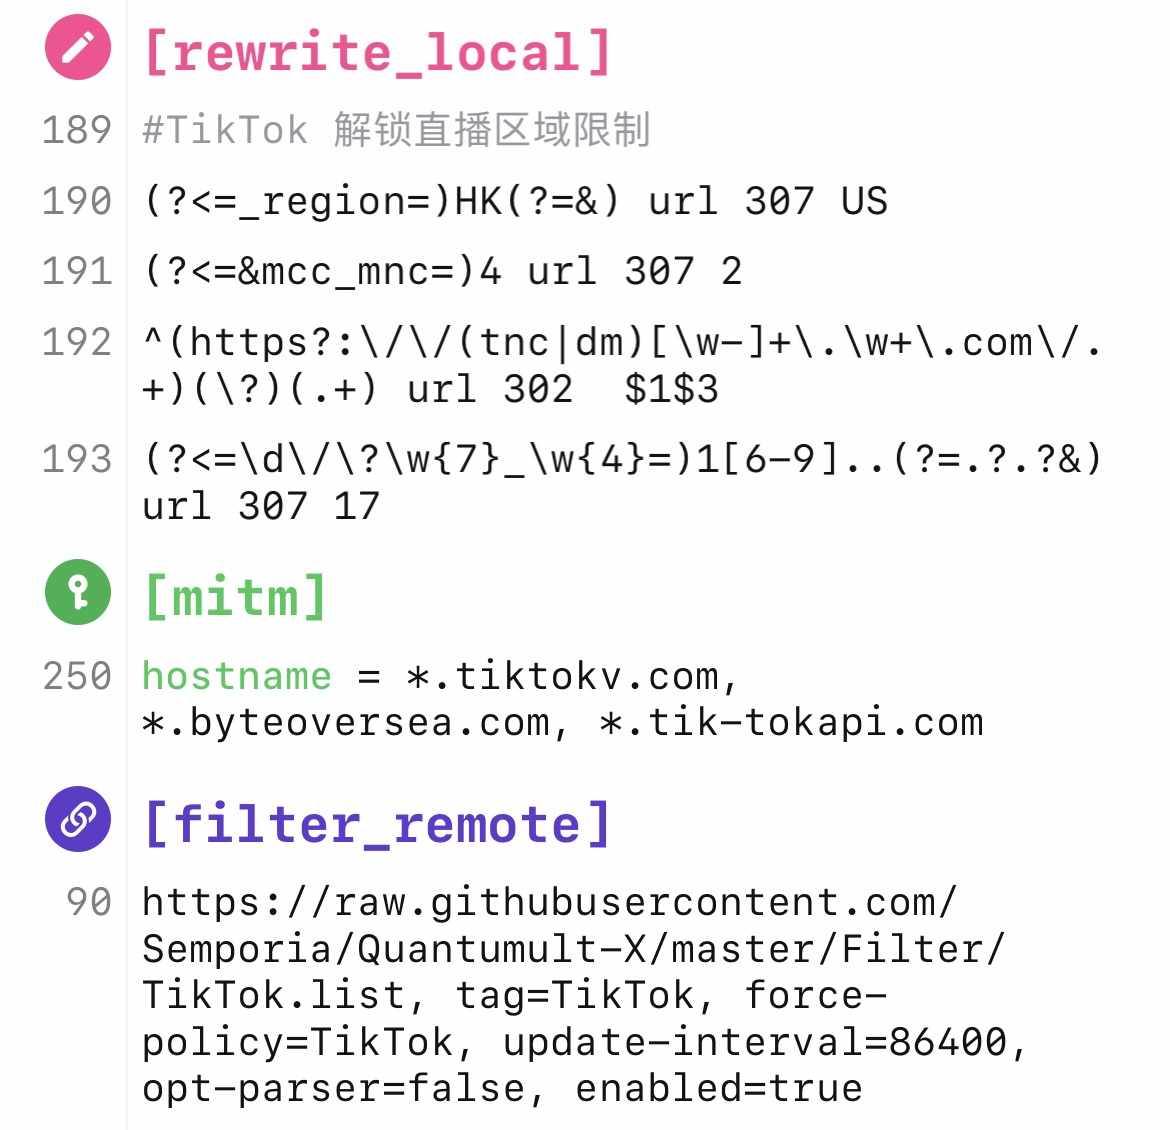 [rewrite_local]
189 #TikTok 解锁直播区域限制
190 (?<=_region=)HK(?=&) url 307 US
191 (?<=&mcc_mnc=)4 url 307 2
192 ^(https?:\/\/(tnc|dm)[\w-]+\.\w+\.com\/.
+)(\?)(.+) url 302  $1$3
193 (?<=\d\/\?\w{7}_\w{4}=)1[6-9]..(?=.?.?&)
url 307 17
[mitm]
250 hostname = *.tiktokv.com,
*.byteoversea.com, *.tik-tokapi.com
[filter_remote]
90 https://raw.githubusercontent.com/
Semporia/Quantumult-X/master/Filter/
TikTok.list, tag=TikTok, force-
policy=TikTok, update-interval=86400,
opt-parser=false, enabled=true